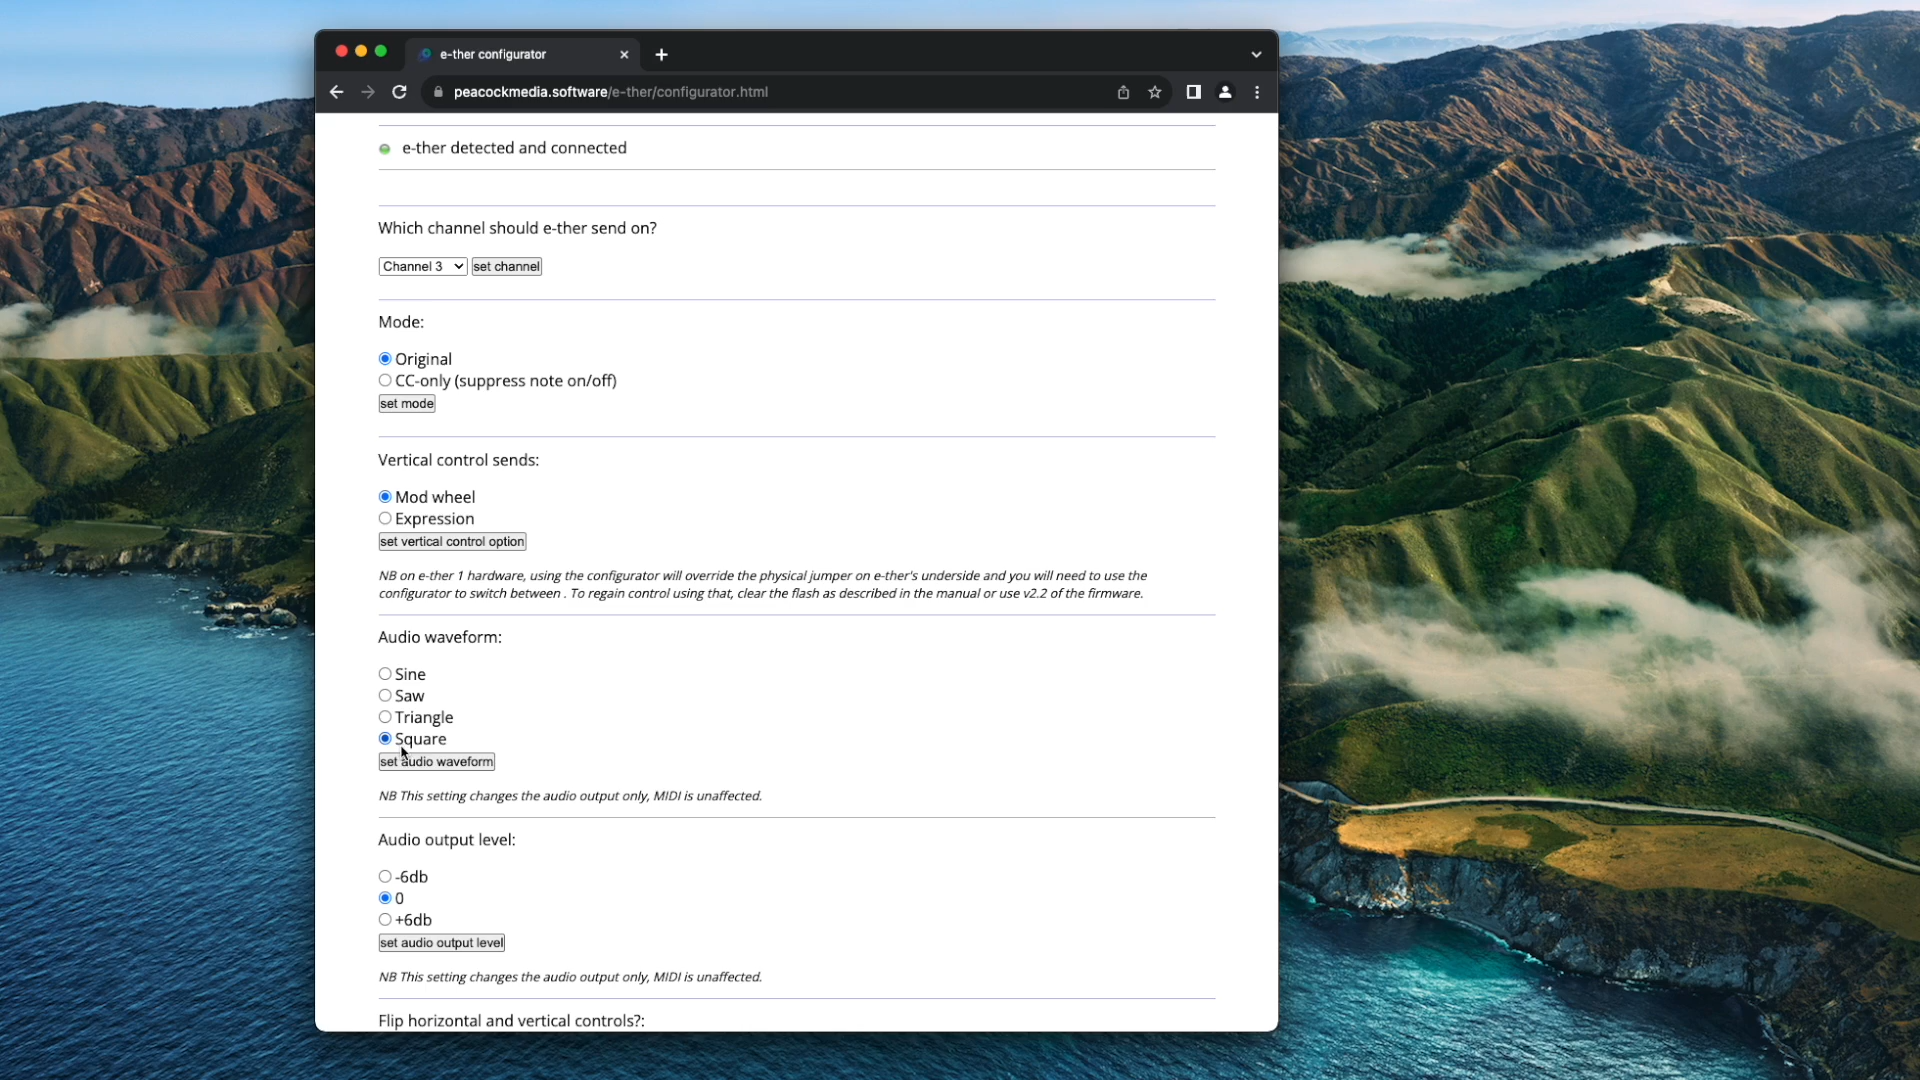 e-ther configurator
peacockmedia.software/e-ther/configurator.html
e-ther detected and connected
Which channel should e-ther send on?
Channel 3 set channel
Mode:
Original
CC-only (suppress note on/off)
set mode
Vertical control sends:
Mod wheel
Expression
set vertical control option
NB on e-ther 1 hardware, using the configurator will override the physical jumper on e-ther's underside and you will need to use the
configurator to switch between . To regain control using that, clear the flash as described in the manual or use v2.2 of the firmware.
Audio waveform:
Sine
Saw
Triangle
Square
set audio waveform
NB This setting changes the audio output only, MIDI is unaffected.
Audio output level:
-6db
0
+6db
set audio output level
NB This setting changes the audio output only, MIDI is unaffected.
Flip horizontal and vertical controls?: